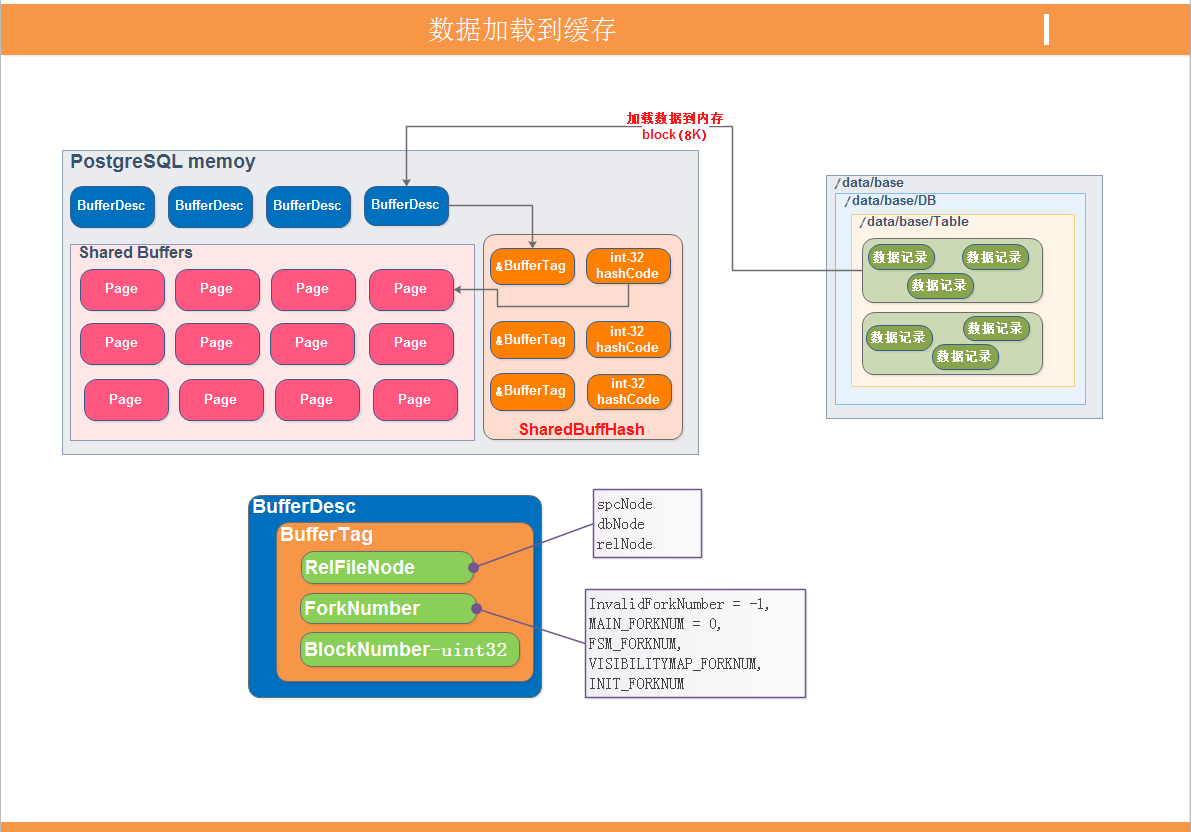 数据加载到缓存
加载数据到内存
block(8K)
PostgreSQL memoy
BufferDesc
BufferDesc
BufferDesc
BufferDesc
Shared Buffers
Page
Page
Page
Page
Page
Page
Page
Page
Page
Page
Page
Page
&BufferTag
int-32
hashCode
&BufferTag
int-32
hashCode
&BufferTag
int-32
hashCode
SharedBuffHash
/data/base
/data/base/DB
/data/base/Table
数据记录
数据记录
数据记录
数据记录
数据记录
数据记录
BufferDesc
BufferTag
RelFileNode
ForkNumber
BlockNumber-uint32
spcNode
dbNode
relNode
InvalidForkNumber = -1,
MAIN_FORKNUM = 0,
FSM_FORKNUM,
VISIBILITYMAP_FORKNUM,
INIT_FORKNUM